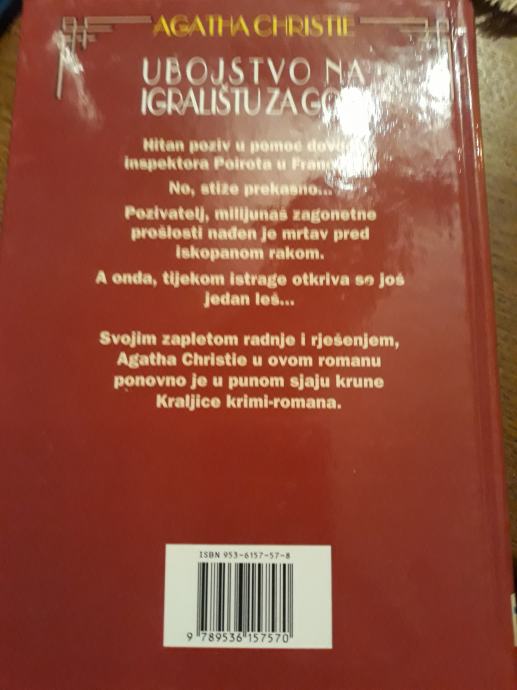 AGATHA CHRISTIE
UBOJSTVO NA
IGRALIŠTU ZA
Hitan poziv u pomoć
inspektora Poirota u
No, stiže prekasno...
Pozivatelj, milijunaš zagonetne
prošlosti nađen je mrtav pred
iskopanom rakom.
A onda, tijekom istrage otkriva se još
jedan leš...
Svojim zapletom radnje i rješenjem,
Agatha Christie u ovom romanu
ponovno je u punom sjaju krune
Kraljice krimi-romana.
ISBN 953-6157-57-8
9 789536 157570